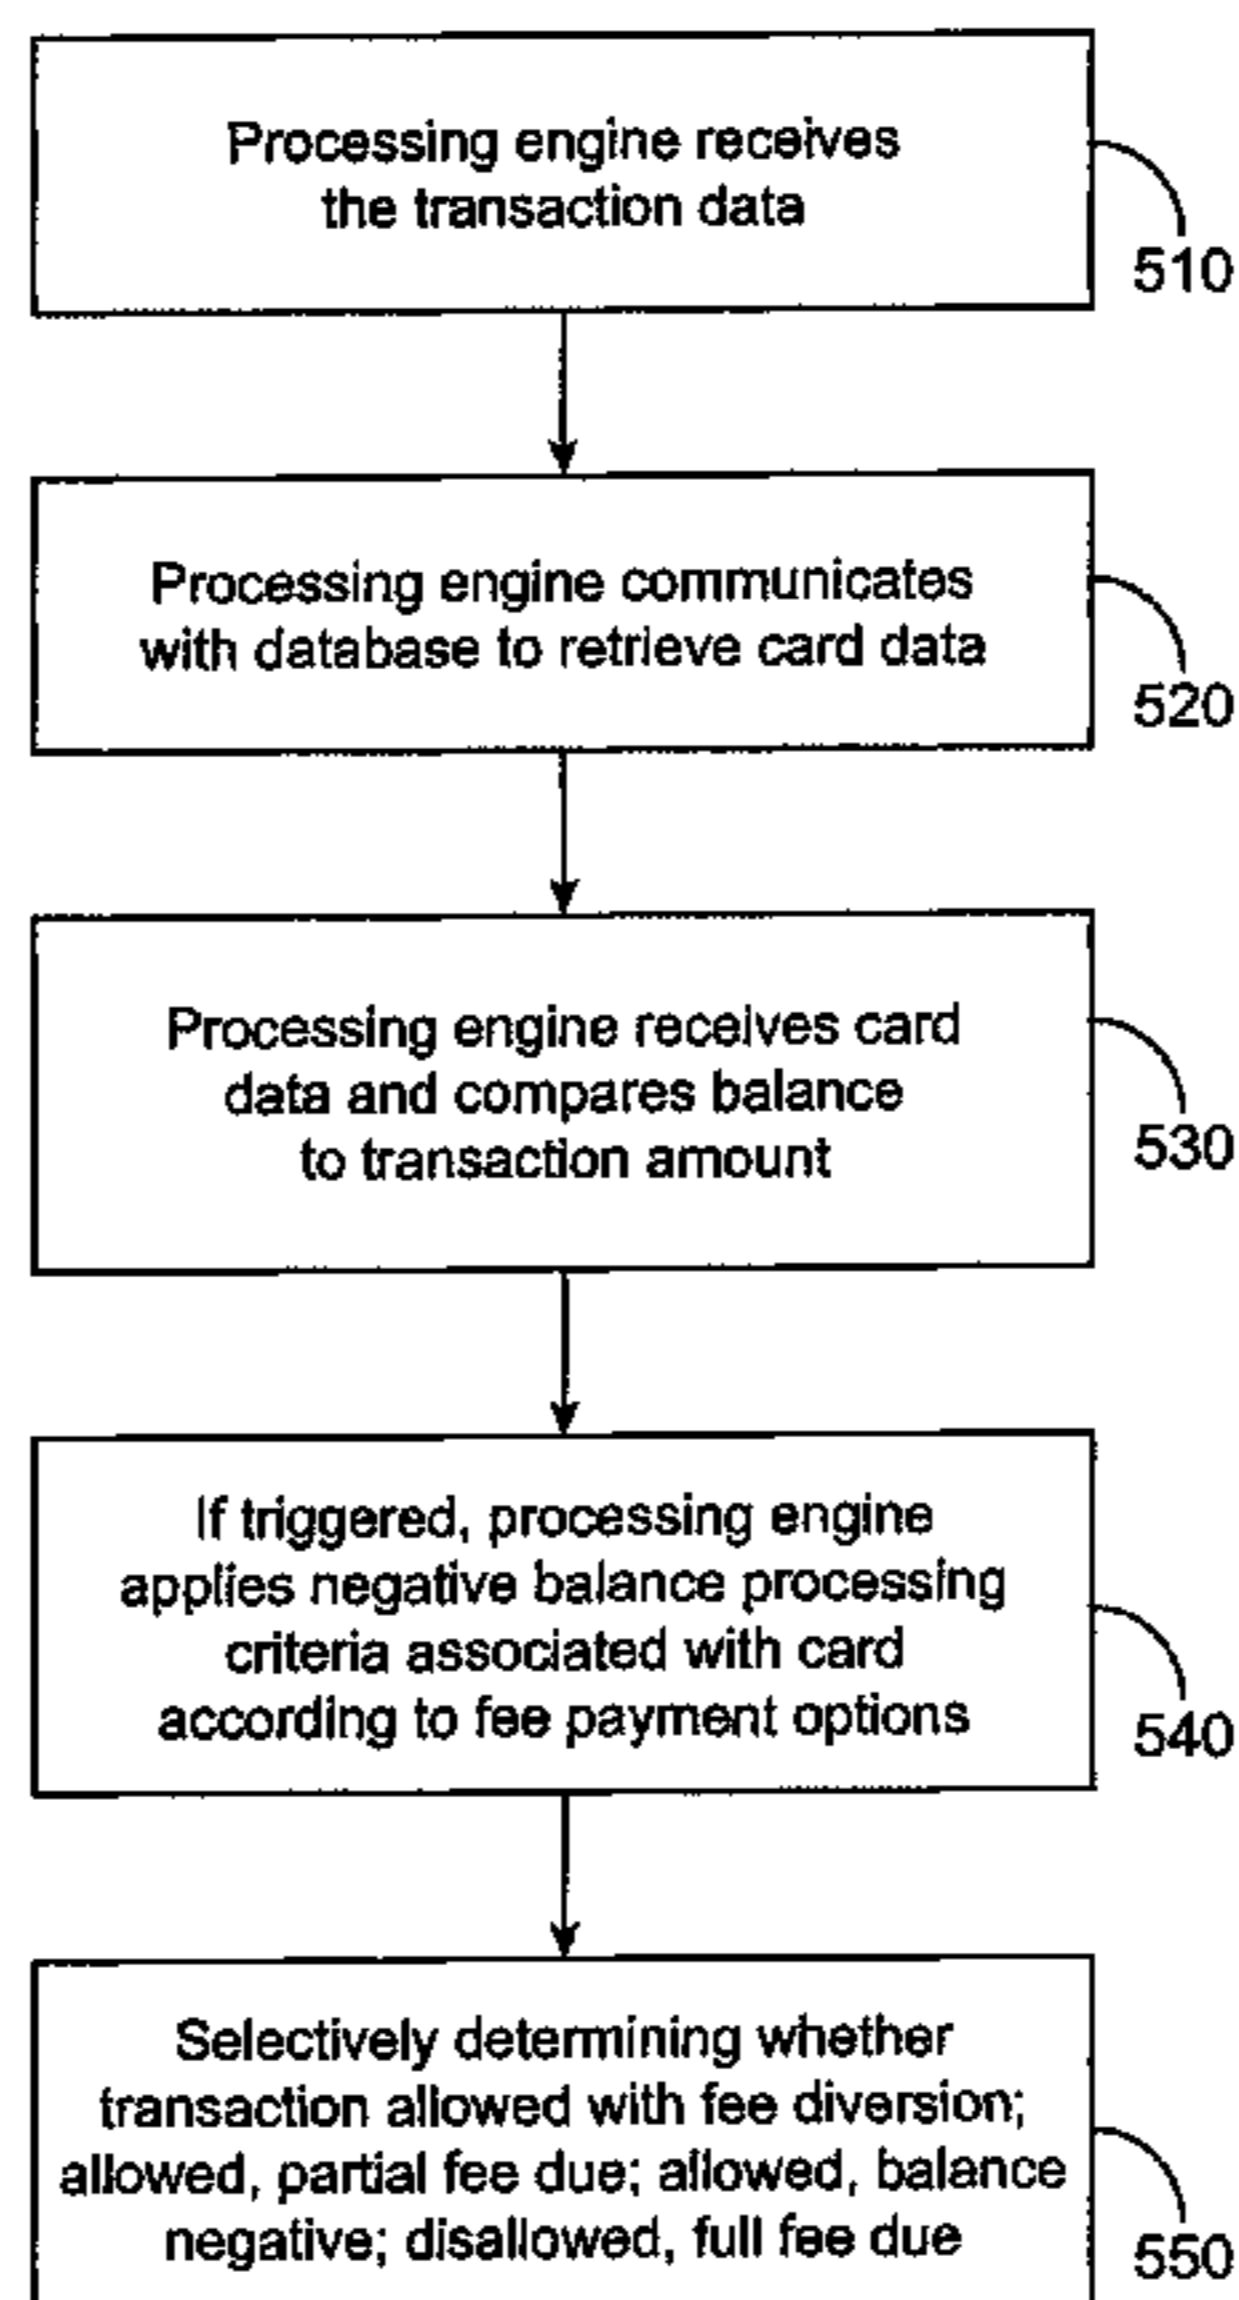 Processing engine receives
the transaction data
510
Processing engine communicates
with database to retrieve card data
520
Processing engine receives card
data and compares balance
to transaction amount
530
If triggered, processing engine
applies negative balance processing
criteria associated with card
according to fee payment options
540
Selectively determining whether
transaction allowed with fee diversion;
allowed, partial fee due; allowed, balance
negative; disallowed, full fee due
550